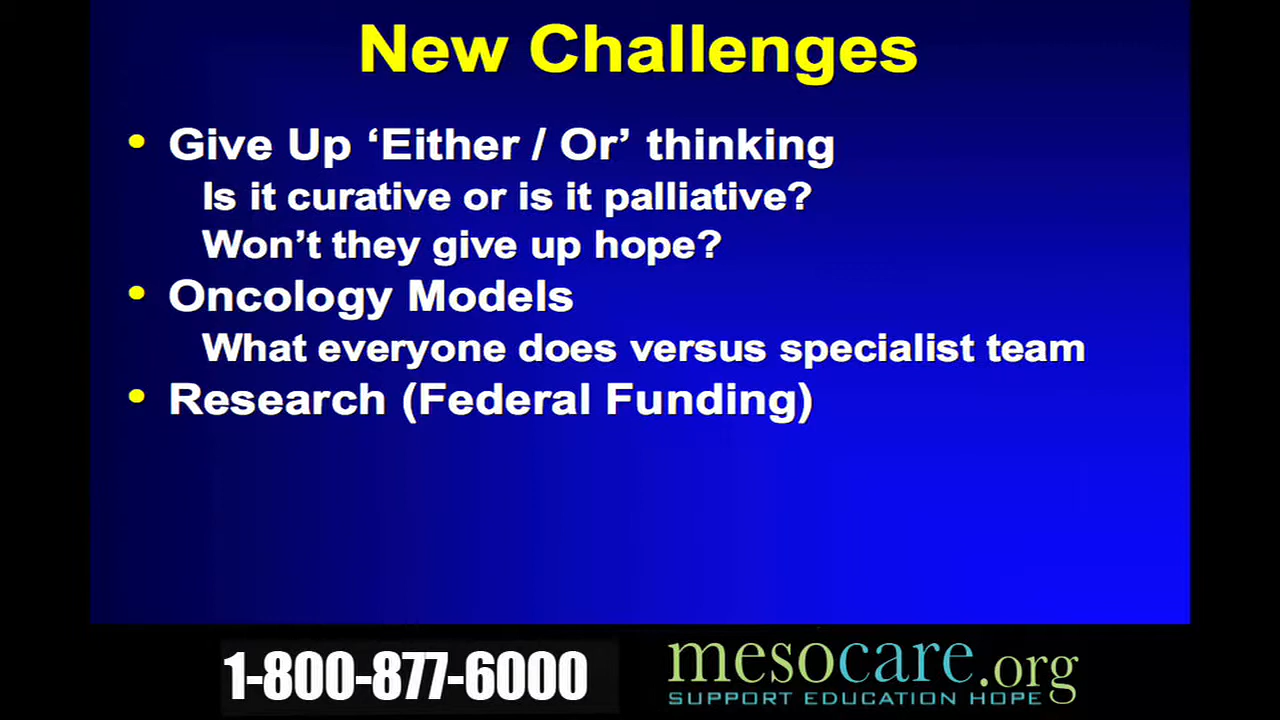 New Challenges
• Give Up ‘Either / Or’ thinking
Is it curative or is it palliative?
Won’t they give up hope?
• Oncology Models
What everyone does versus specialist team
• Research (Federal Funding)
1-800-877-6000
mesocare.org
SUPPORT EDUCATION HOPE